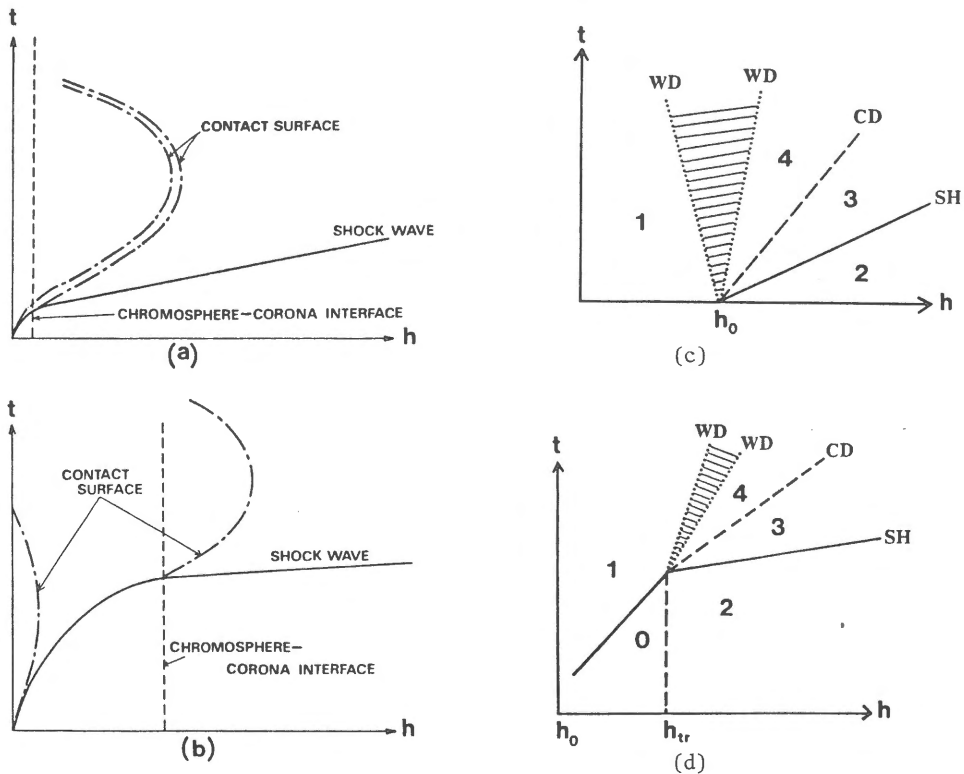 t
CONTACT SURFACE
SHOCK WAVE
CHROMOSPHERE–CORONA INTERFACE
h
(a)
t
CONTACT
SURFACE
SHOCK WAVE
CHROMOSPHERE–
CORONA INTERFACE
h
(b)
t
WD
WD
CD
4
3
1
SH
2
h
h₀
(c)
t
WD
WD
CD
4
3
SH
1
2
0
h
h₀
hₜᵣ
(d)